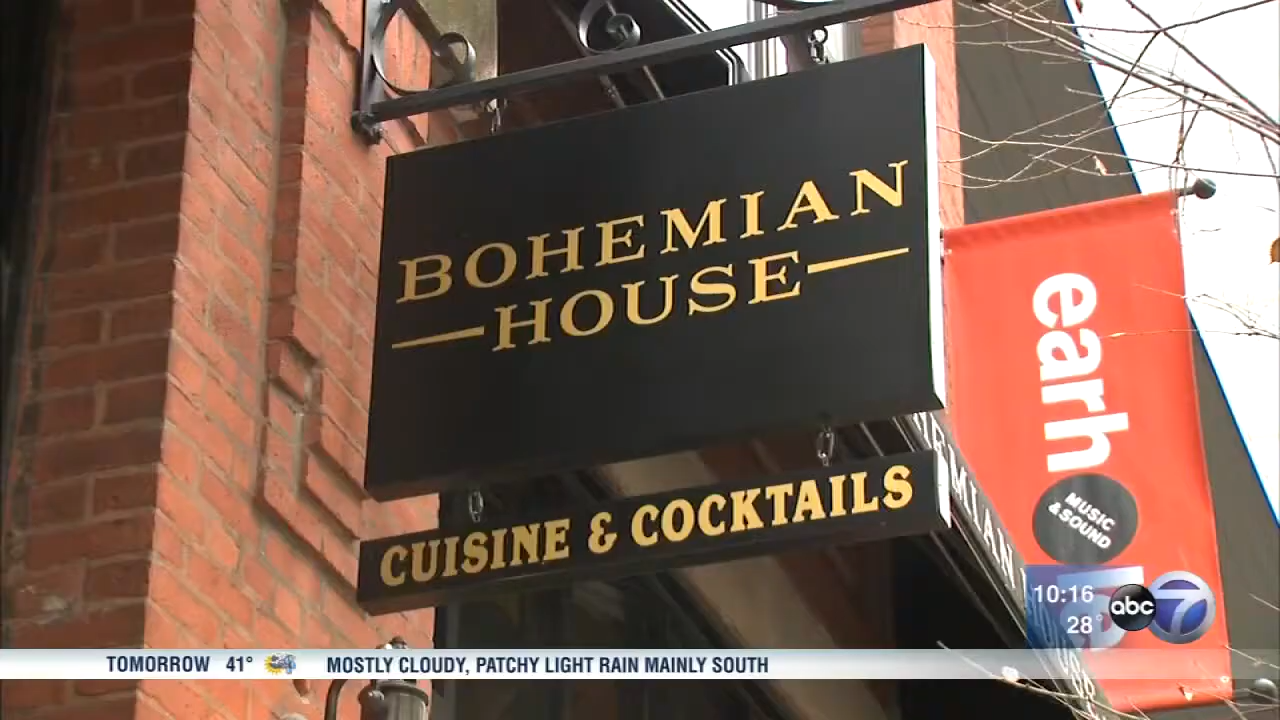 BOHEMIAN
HOUSE
CUISINE & COCKTAILS
earh
MUSIC
& SOUND
10:16
28°
abc 7
TOMORROW 41° MOSTLY CLOUDY, PATCHY LIGHT RAIN MAINLY SOUTH